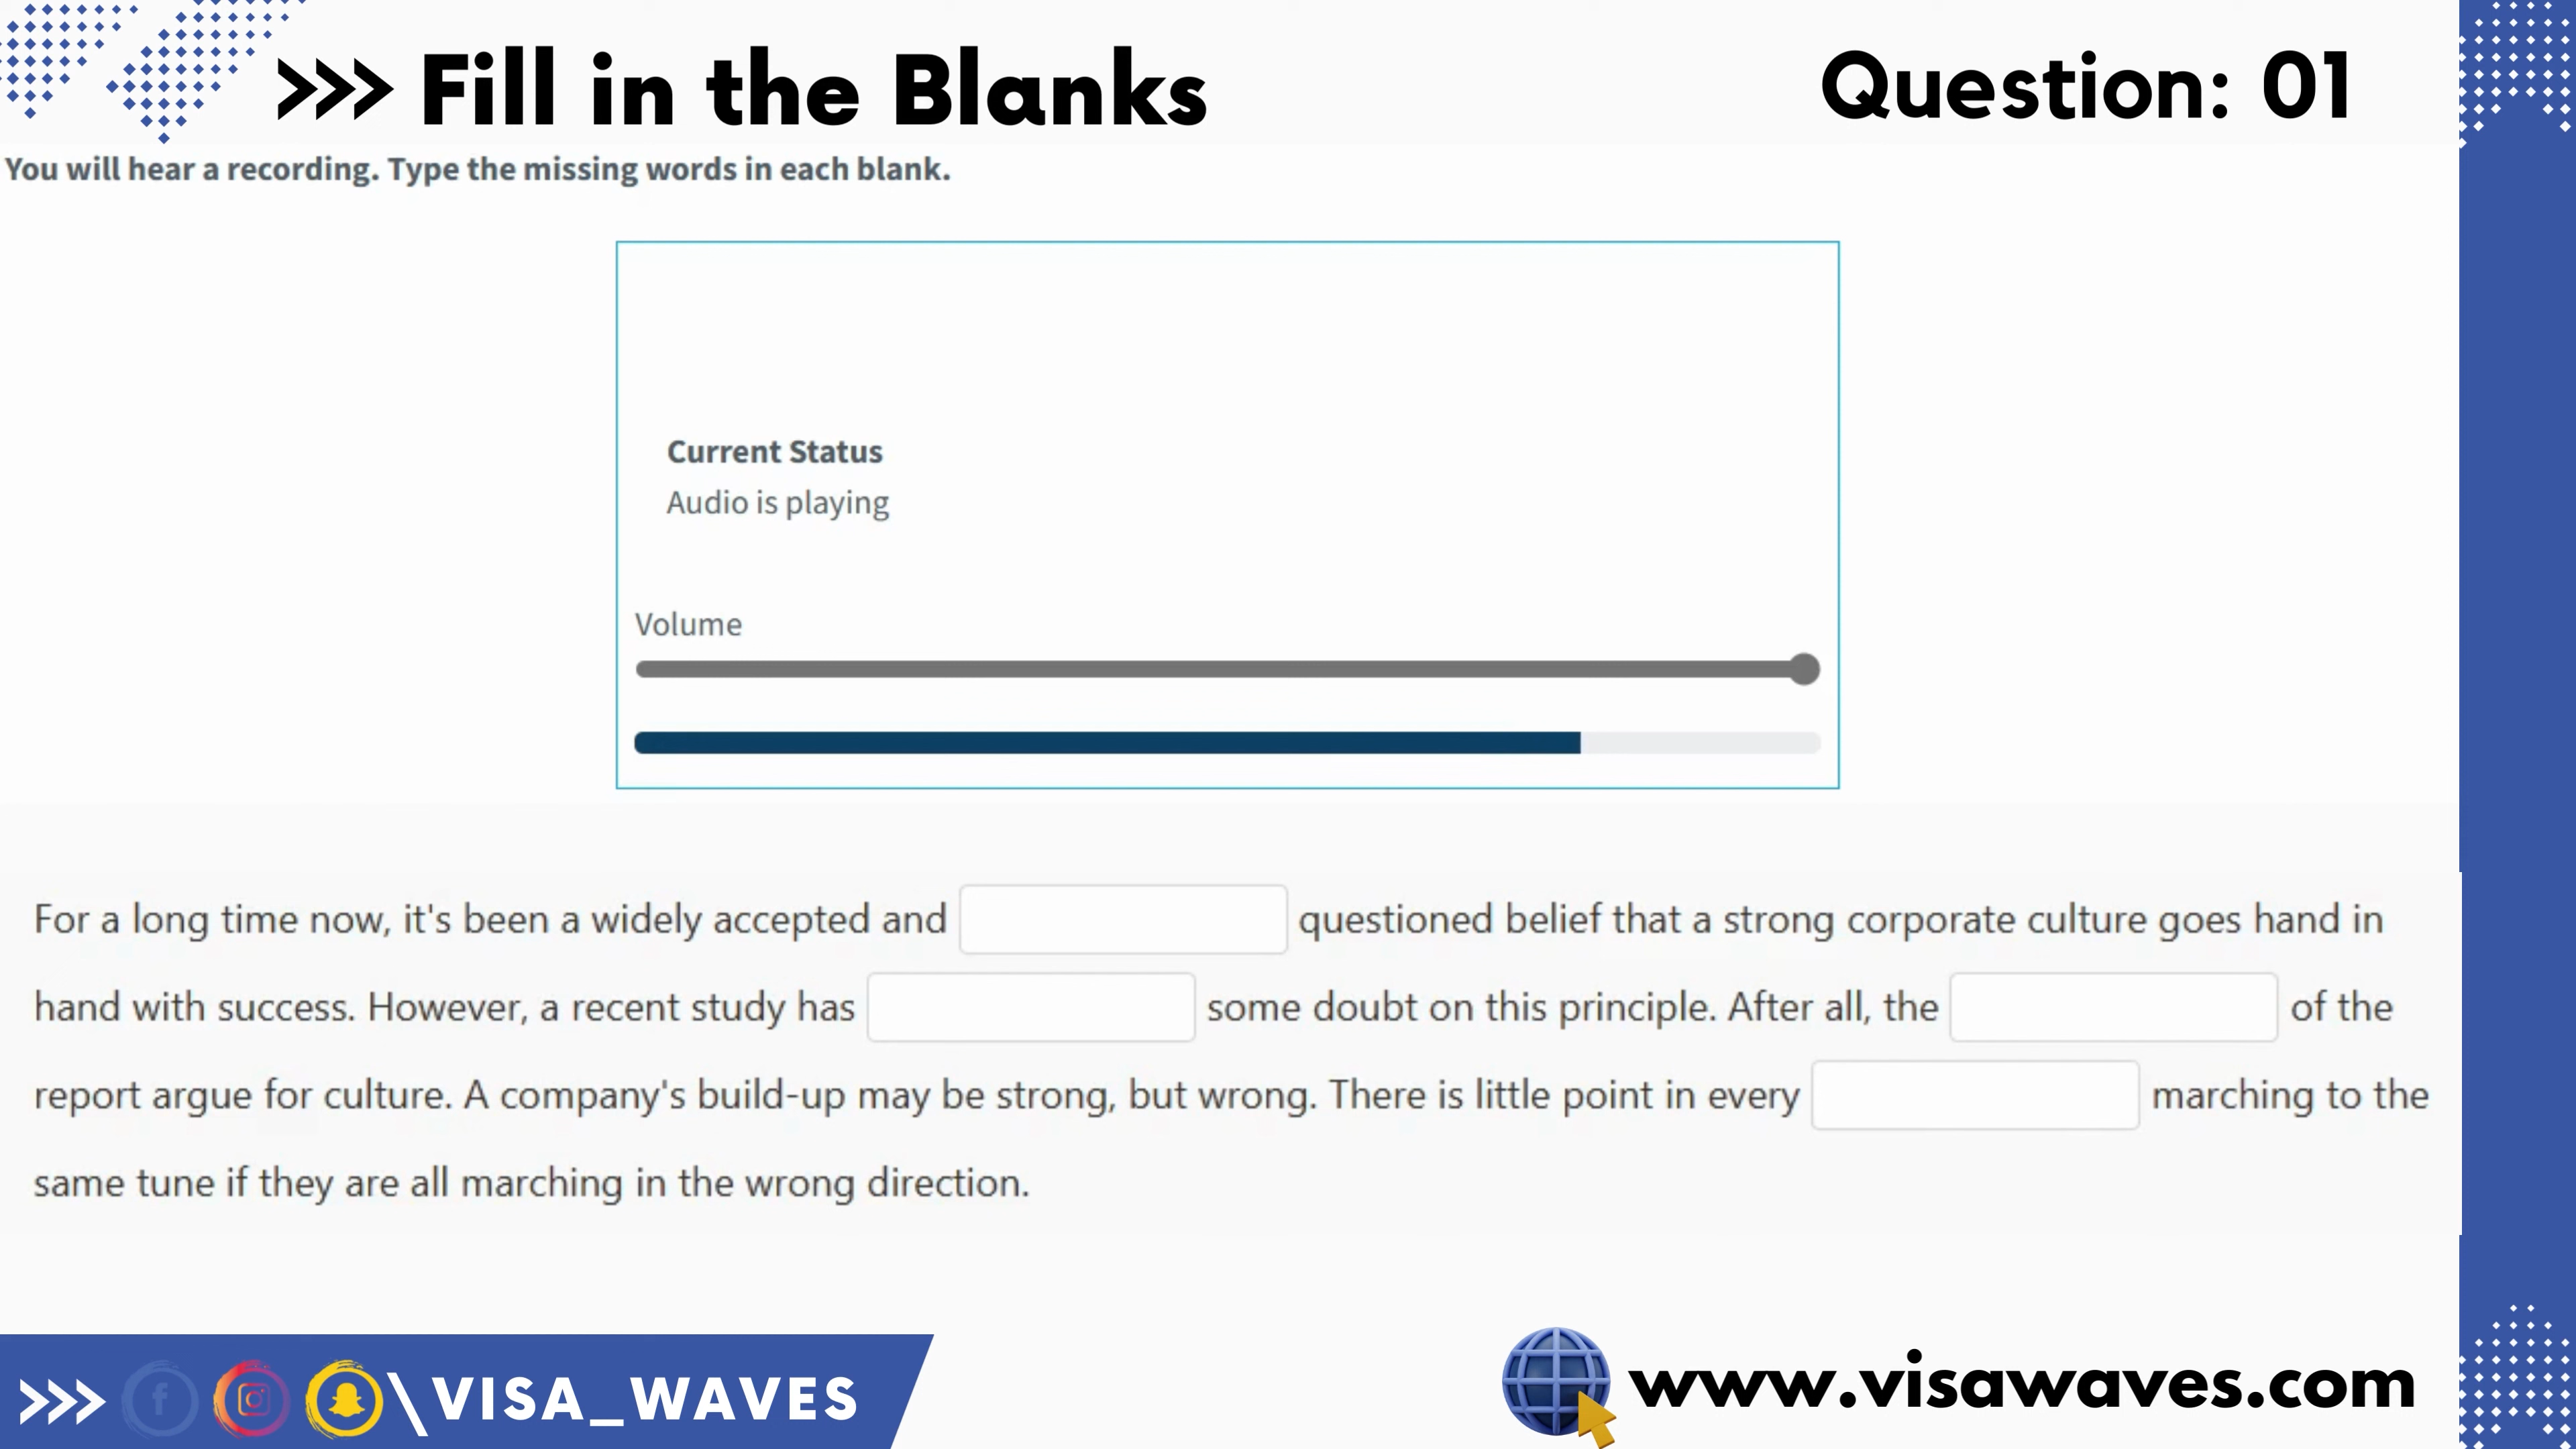 >>> Fill in the Blanks
Question: 01
You will hear a recording. Type the missing words in each blank.
Current Status
Audio is playing
Volume
For a long time now, it's been a widely accepted and questioned belief that a strong corporate culture goes hand in
hand with success. However, a recent study has some doubt on this principle. After all, the of the
report argue for culture. A company's build-up may be strong, but wrong. There is little point in every marching to the
same tune if they are all marching in the wrong direction.
>>> f \VISA_WAVES
www.visawaves.com